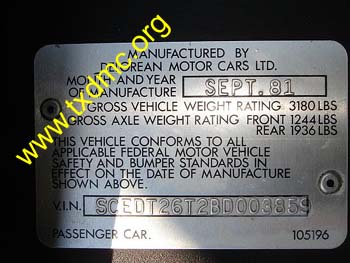 MANUFACTURED BY
DELOREAN MOTOR CARS LTD.
MONTH AND YEAR
OF MANUFACTURE SEPT. 81
GROSS VEHICLE WEIGHT RATING 3180 LBS
GROSS AXLE WEIGHT RATING FRONT 1244 LBS
REAR 1936 LBS
THIS VEHICLE CONFORMS TO ALL
APPLICABLE FEDERAL MOTOR VEHICLE
SAFETY AND BUMPER STANDARDS IN
EFFECT ON THE DATE OF MANUFACTURE
SHOWN ABOVE.
V.I.N. SCEDT26T2BD003859
PASSENGER CAR. 105196
www.txdmc.org